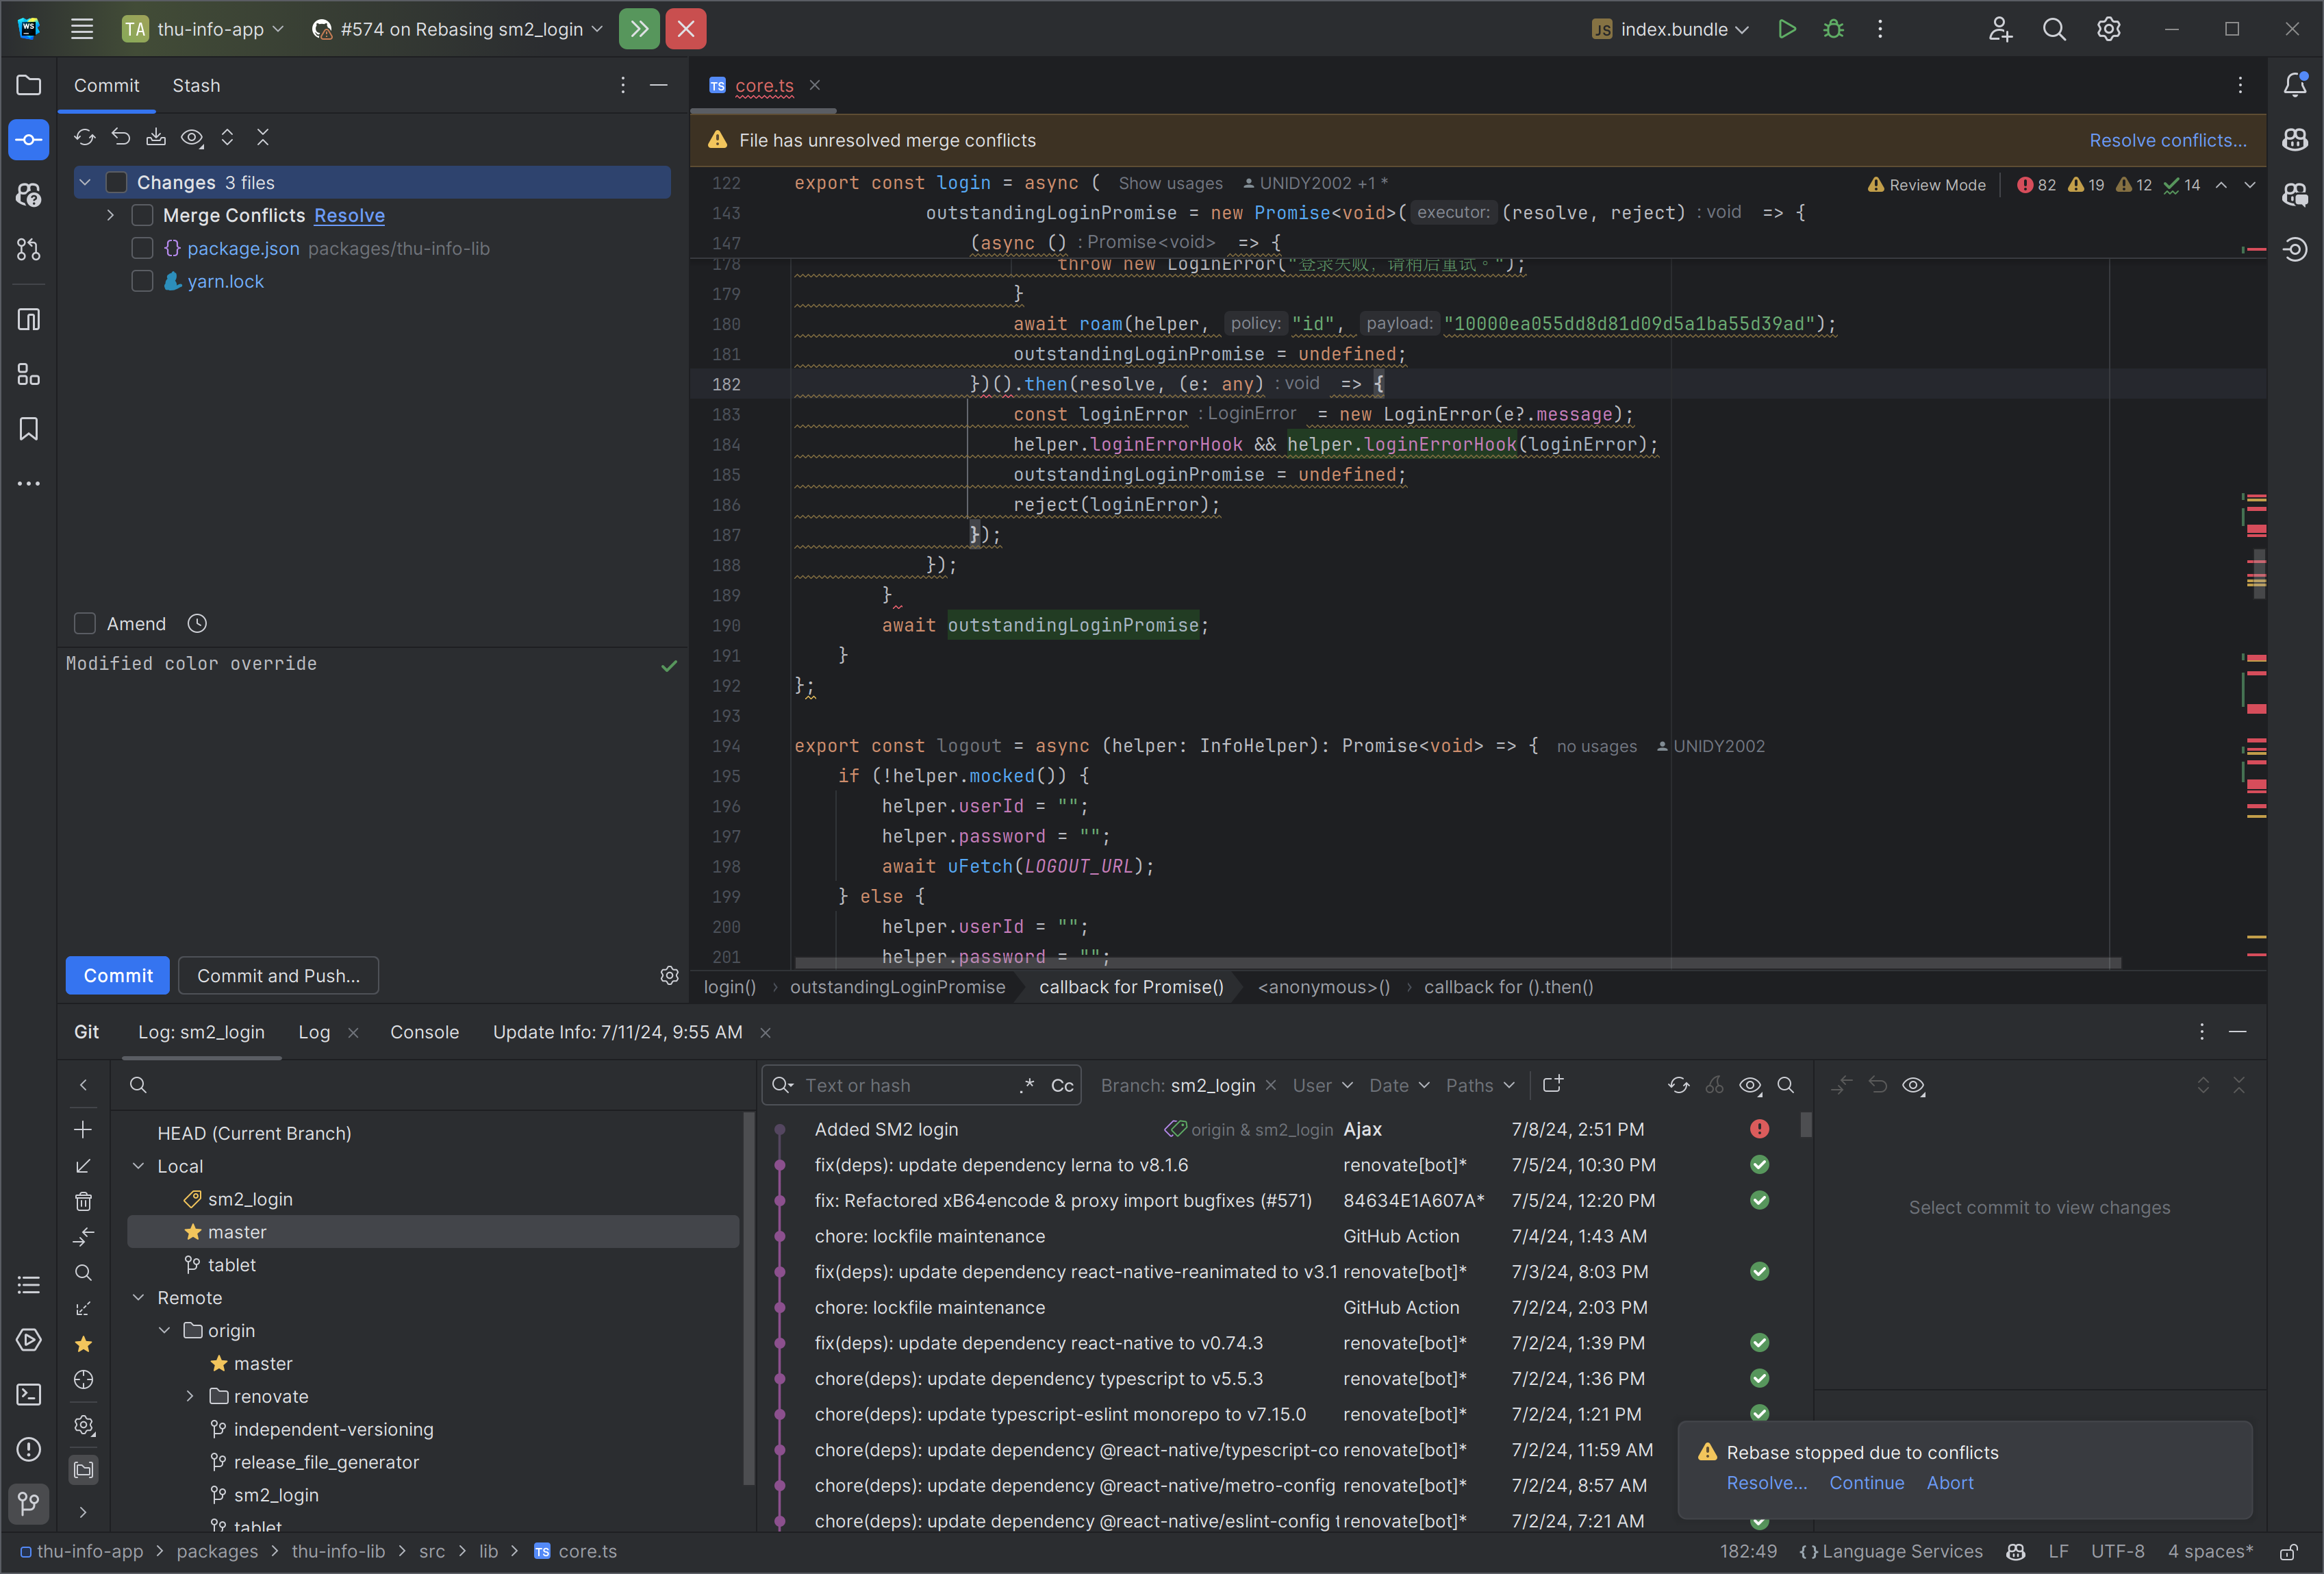 WS
TA thu-info-app
#574 on Rebasing sm2_login
JS index.bundle
Commit
Stash
Changes 3 files
Merge Conflicts Resolve
package.json packages/thu-info-lib
yarn.lock
Amend
Modified color override
Commit
Commit and Push...
TS core.ts
File has unresolved merge conflicts
Resolve conflicts...
Review Mode 82 19 12 14
122 export const login = async ( Show usages UNIDY2002 +1 *
143 outstandingLoginPromise = new Promise<void>( executor: (resolve, reject) : void => {
147 (async () : Promise<void> => {
178 throw new LoginError("登录失败，请稍后重试。");
179 }
180 await roam(helper, policy: "id", payload: "10000ea055dd8d81d09d5a1ba55d39ad");
181 outstandingLoginPromise = undefined;
182 })().then(resolve, (e: any) : void => {
183 const loginError : LoginError = new LoginError(e?.message);
184 helper.loginErrorHook && helper.loginErrorHook(loginError);
185 outstandingLoginPromise = undefined;
186 reject(loginError);
187 });
188 });
189 }
190 await outstandingLoginPromise;
191 }
192 };
193
194 export const logout = async (helper: InfoHelper): Promise<void> => { no usages UNIDY2002
195 if (!helper.mocked()) {
196 helper.userId = "";
197 helper.password = "";
198 await uFetch(LOGOUT_URL);
199 } else {
200 helper.userId = "";
201 helper.password = "";
login() › outstandingLoginPromise callback for Promise() <anonymous>() › callback for ().then()
Git
Log: sm2_login
Log
Console
Update Info: 7/11/24, 9:55 AM
HEAD (Current Branch)
Local
sm2_login
master
tablet
Remote
origin
master
renovate
independent-versioning
release_file_generator
sm2_login
tablet
Text or hash .* Cc
Branch: sm2_login User Date Paths
Added SM2 login origin & sm2_login Ajax 7/8/24, 2:51 PM
fix(deps): update dependency lerna to v8.1.6 renovate[bot]* 7/5/24, 10:30 PM
fix: Refactored xB64encode & proxy import bugfixes (#571) 84634E1A607A* 7/5/24, 12:20 PM
chore: lockfile maintenance GitHub Action 7/4/24, 1:43 AM
fix(deps): update dependency react-native-reanimated to v3.1 renovate[bot]* 7/3/24, 8:03 PM
chore: lockfile maintenance GitHub Action 7/2/24, 2:03 PM
fix(deps): update dependency react-native to v0.74.3 renovate[bot]* 7/2/24, 1:39 PM
chore(deps): update dependency typescript to v5.5.3 renovate[bot]* 7/2/24, 1:36 PM
chore(deps): update typescript-eslint monorepo to v7.15.0 renovate[bot]* 7/2/24, 1:21 PM
chore(deps): update dependency @react-native/typescript-co renovate[bot]* 7/2/24, 11:59 AM
chore(deps): update dependency @react-native/metro-config renovate[bot]* 7/2/24, 8:57 AM
chore(deps): update dependency @react-native/eslint-config t renovate[bot]* 7/2/24, 7:21 AM
Select commit to view changes
Rebase stopped due to conflicts
Resolve... Continue Abort
thu-info-app > packages > thu-info-lib > src > lib > TS core.ts
182:49 {} Language Services LF UTF-8 4 spaces*